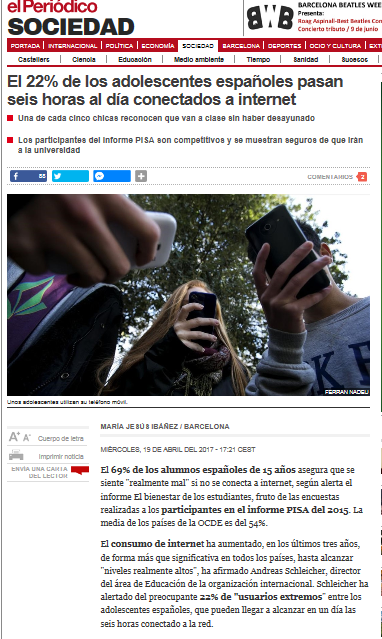 el Periódico
SOCIEDAD
BARCELONA BEATLES WEE
Presenta:
Roag Aspinall-Best Beatles Con
Concierto tributo / 9 de junio
PORTADA INTERNACIONAL POLÍTICA ECONOMÍA SOCIEDAD BARCELONA DEPORTES OCIO Y CULTURA EXT
Castellers Ciencia Educación Medio ambiente Tiempo Sanidad Sucesos
El 22% de los adolescentes españoles pasan
seis horas al día conectados a internet
Una de cada cinco chicas reconocen que van a clase sin haber desayunado
Los participantes del informe PISA son competitivos y se muestran seguros de que irán
a la universidad
88
COMENTARIOS 2
FERRAN NADEU
Unos adolescentes utilizan su teléfono móvil.
MARÍA JESÚS IBÁÑEZ / BARCELONA
A+ A- Cuerpo de letra
Imprimir noticia
ENVÍA UNA CARTA
DEL LECTOR
MIÉRCOLES, 19 DE ABRIL DEL 2017 - 17:21 CEST
El 69% de los alumnos españoles de 15 años asegura que se
siente "realmente mal" si no se conecta a internet, según alerta el
informe El bienestar de los estudiantes, fruto de las encuestas
realizadas a los participantes en el informe PISA del 2015. La
media de los países de la OCDE es del 54%.
El consumo de internet ha aumentado, en los últimos tres años,
de forma más que significativa en todos los países, hasta alcanzar
"niveles realmente altos", ha afirmado Andreas Schleicher, director
del área de Educación de la organización internacional. Schleicher ha
alertado del preocupante 22% de "usuarios extremos" entre los
adolescentes españoles, que pueden llegar a alcanzar en un día las
seis horas conectado a la red.